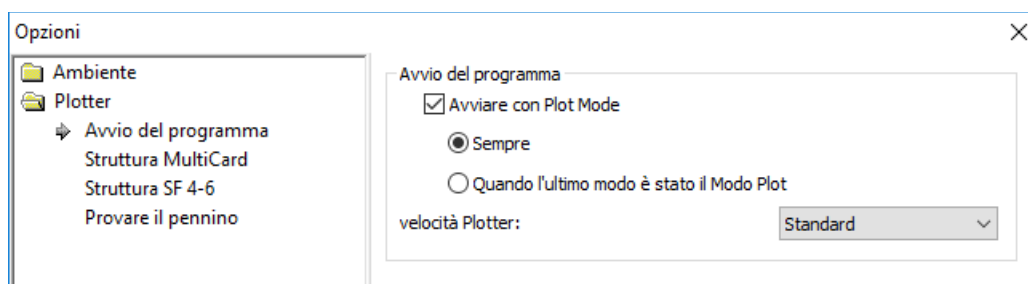 Opzioni
Ambiente
Plotter
Avvio del programma
Struttura MultiCard
Struttura SF 4-6
Provare il pennino
Avvio del programma
Avviare con Plot Mode
Sempre
Quando l'ultimo modo è stato il Modo Plot
velocità Plotter: Standard